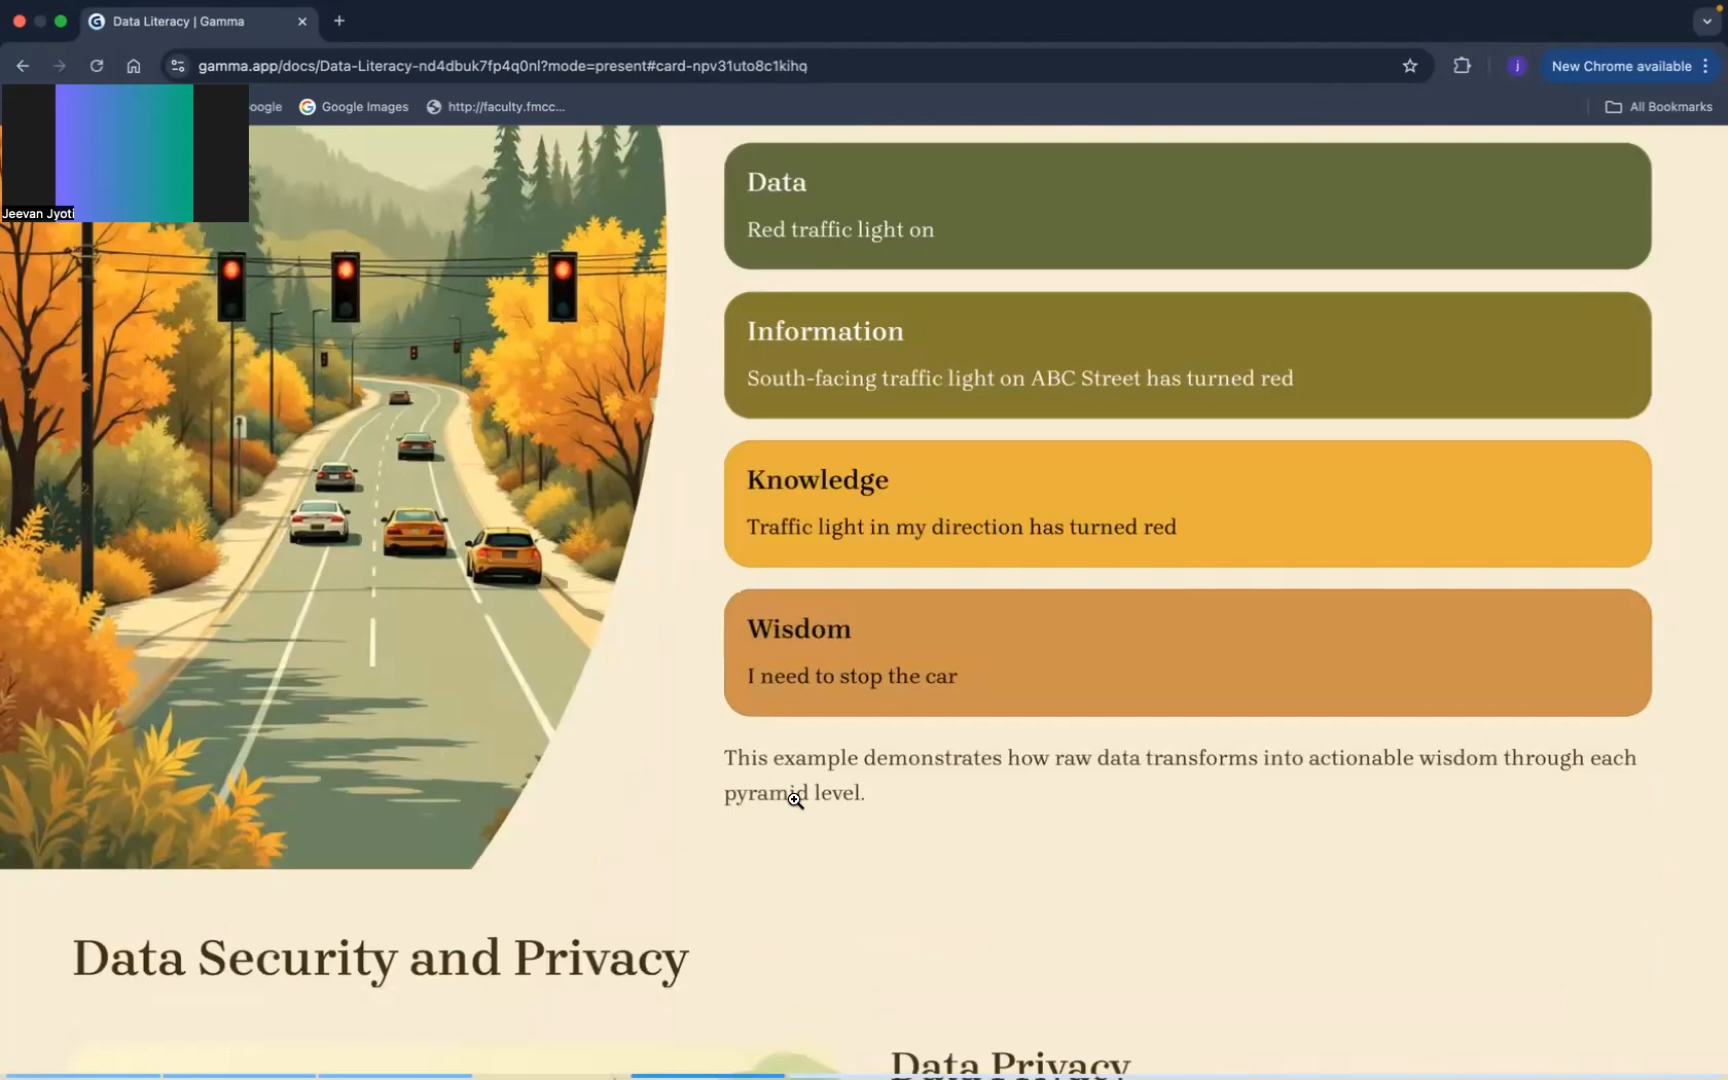 Data Literacy | Gamma
gamma.app/docs/Data-Literacy-nd4dbuk7fp4q0nl?mode=present#card-npv31uto8c1kihq
j
New Chrome available
oogle
Google Images
http://faculty.fmcc...
All Bookmarks
Jeevan Jyoti
Data
Red traffic light on
Information
South-facing traffic light on ABC Street has turned red
Knowledge
Traffic light in my direction has turned red
Wisdom
I need to stop the car
This example demonstrates how raw data transforms into actionable wisdom through each
pyramid level.
Data Security and Privacy
Data Privacy